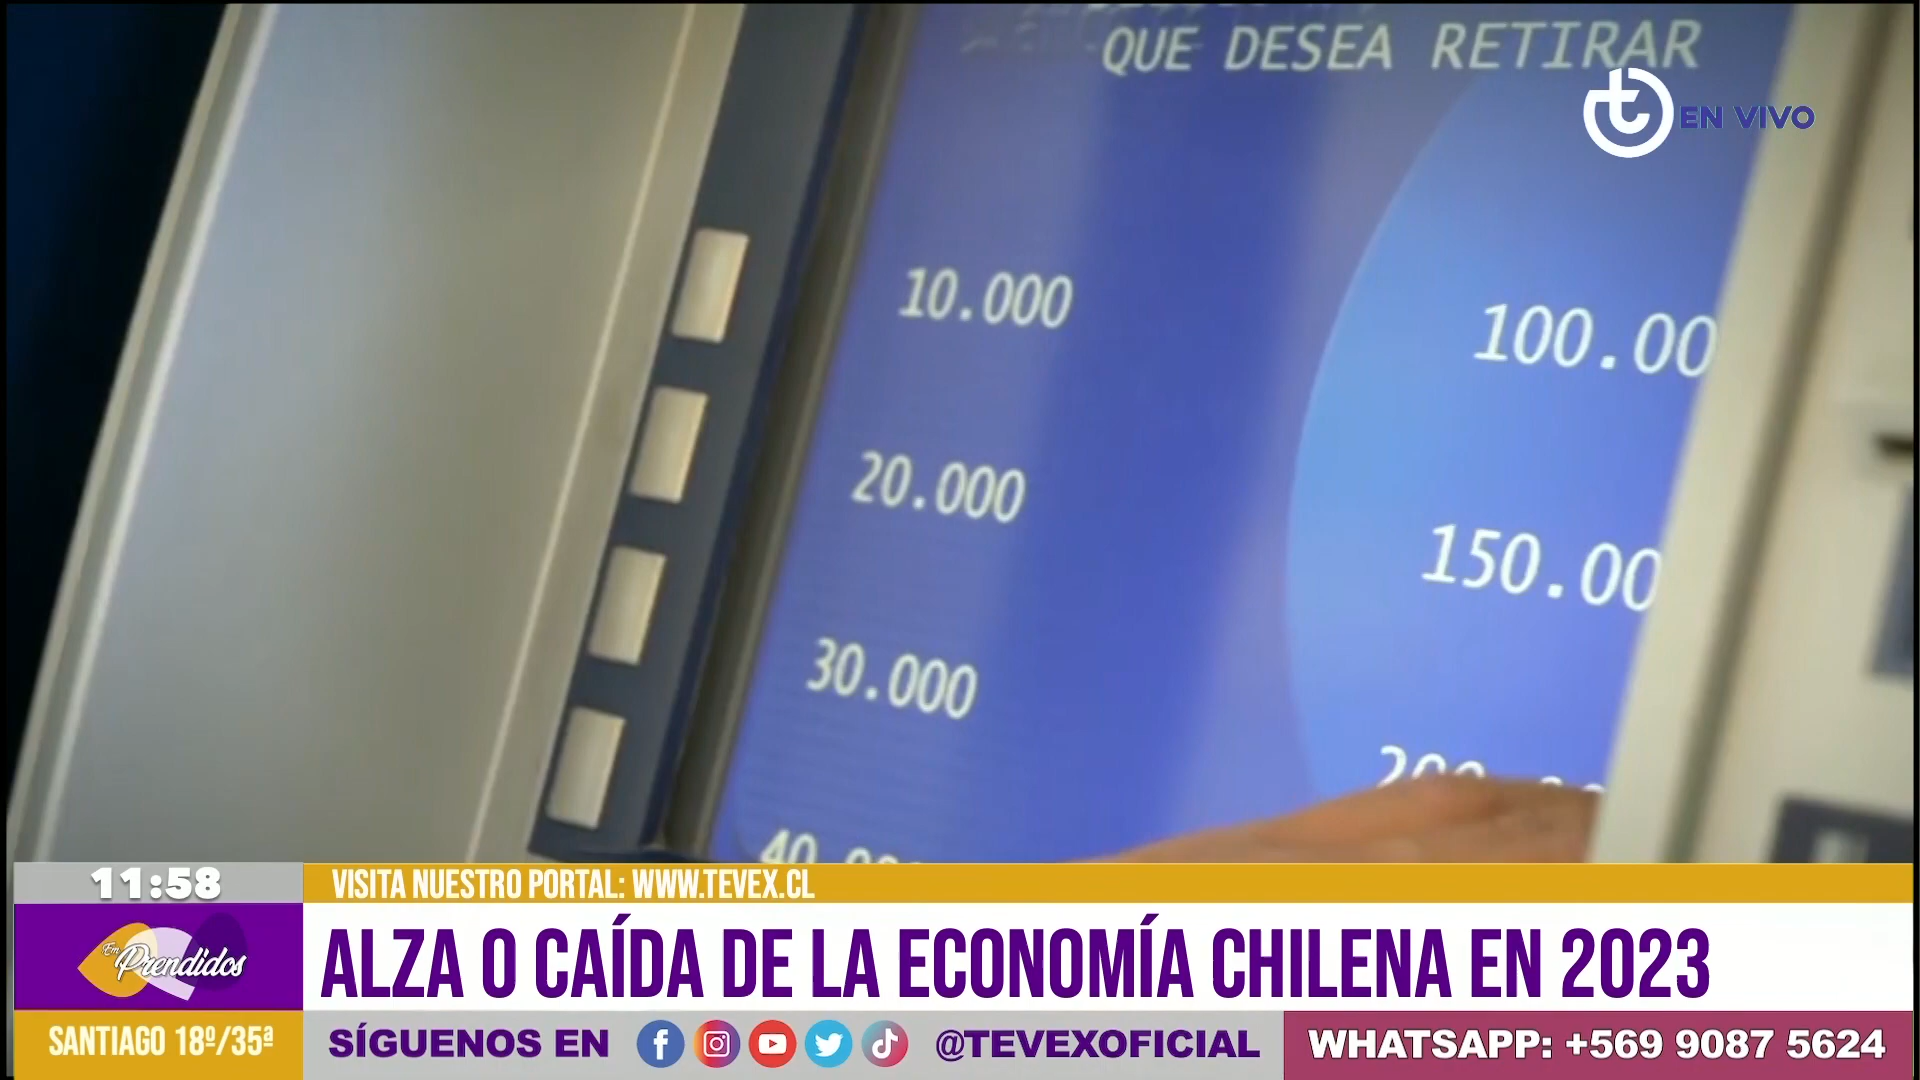 QUE DESEA RETIRAR
EN VIVO
10.000
100.00
20.000
150.00
30.000
11:58
VISITA NUESTRO PORTAL: WWW.TEVEX.CL
Em Prendidos
ALZA O CAÍDA DE LA ECONOMÍA CHILENA EN 2023
SANTIAGO 18º/35ª
SÍGUENOS EN
@TEVEXOFICIAL
WHATSAPP: +569 9087 5624